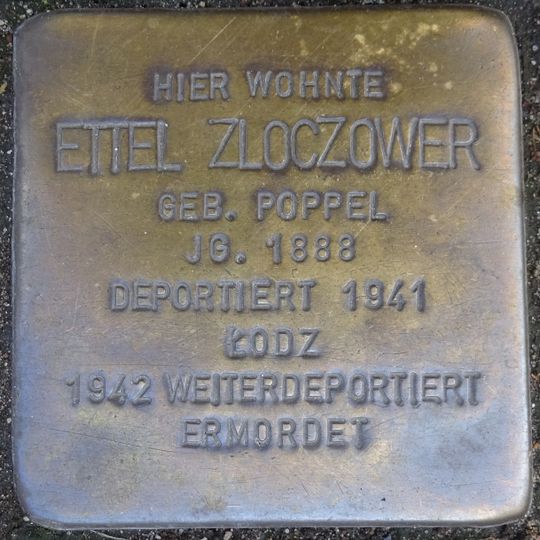 HIER WOHNTE
ETTEL ZLOCZOWER
GEB. POPPEL
JG. 1888
DEPORTIERT 1941
ŁODZ
1942 WEITERDEPORTIERT
ERMORDET